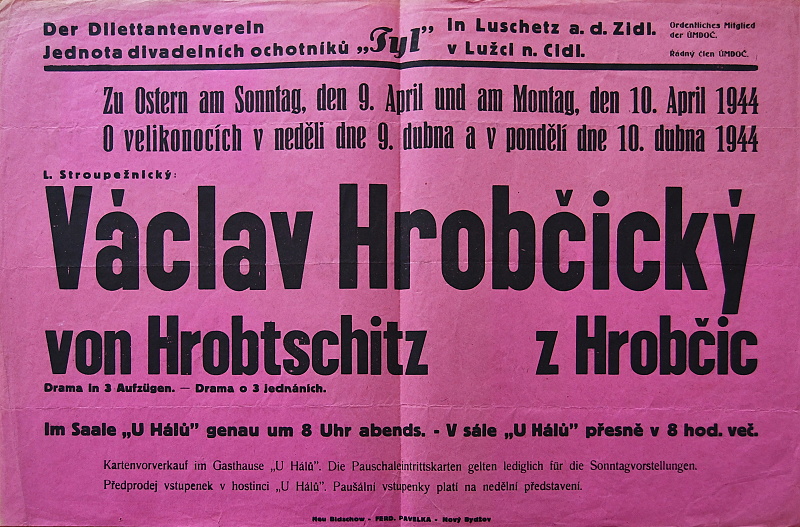 Der Dilettantenverein
Jednota divadelních ochotníků „Tyl" in Luschetz a. d. Zidl.
v Lužci n. Cidl.
Ordentliches Mitglied
der ÚMDOČ.
Řádný člen ÚMDOČ.
Zu Ostern am Sonntag, den 9. April und am Montag, den 10. April 1944
O velikonocích v neděli dne 9. dubna a v pondělí dne 10. dubna 1944
L. Stroupežnický:
Václav Hrobčický
von Hrobtschitz z Hrobčic
Drama in 3 Aufzügen. — Drama o 3 jednáních.
Im Saale „U Hálů" genau um 8 Uhr abends. - V sále „U Hálů" přesně v 8 hod. več.
Kartenvorverkauf im Gasthause „U Hálů". Die Pauschaleintrittskarten gelten lediglich für die Sonntagvorstellungen.
Předprodej vstupenek v hostinci „U Hálů". Paušální vstupenky platí na nedělní představení.
Neu Bidschow - FERD. PAVELKA - Nový Bydžov